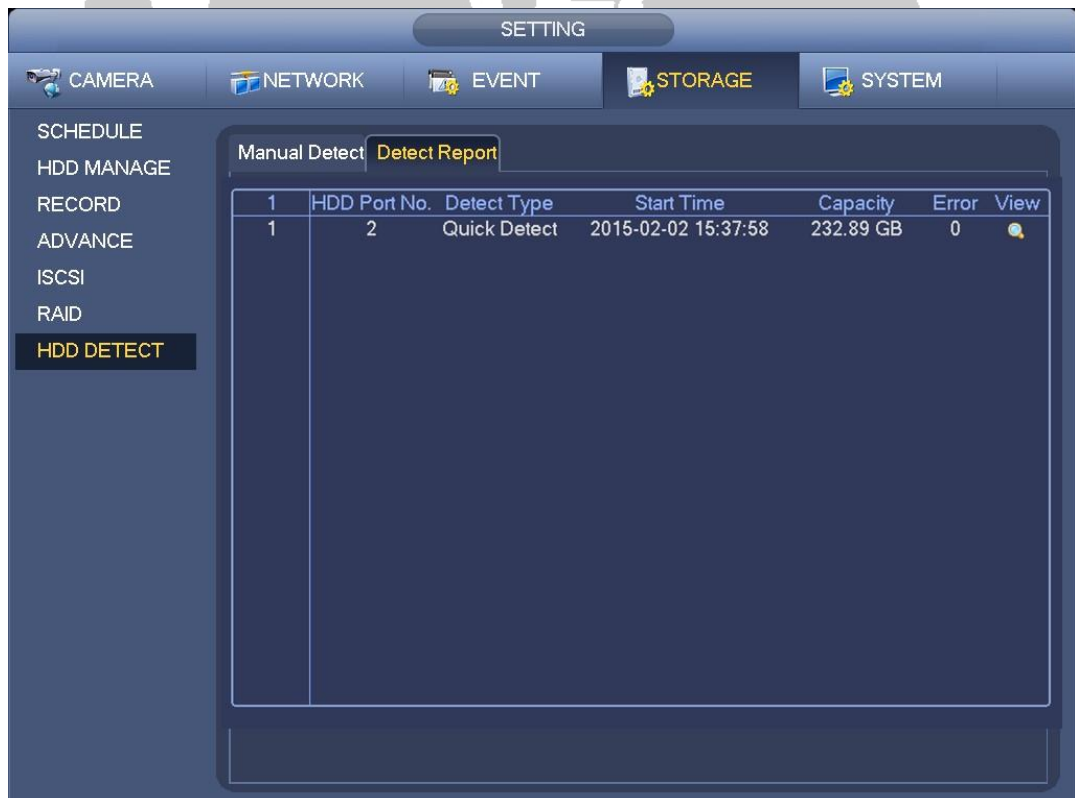 SETTING
CAMERA NETWORK EVENT STORAGE SYSTEM
SCHEDULE
HDD MANAGE
RECORD
ADVANCE
ISCSI
RAID
HDD DETECT
Manual Detect Detect Report
1 HDD Port No. Detect Type Start Time Capacity Error View
1 2 Quick Detect 2015-02-02 15:37:58 232.89 GB 0